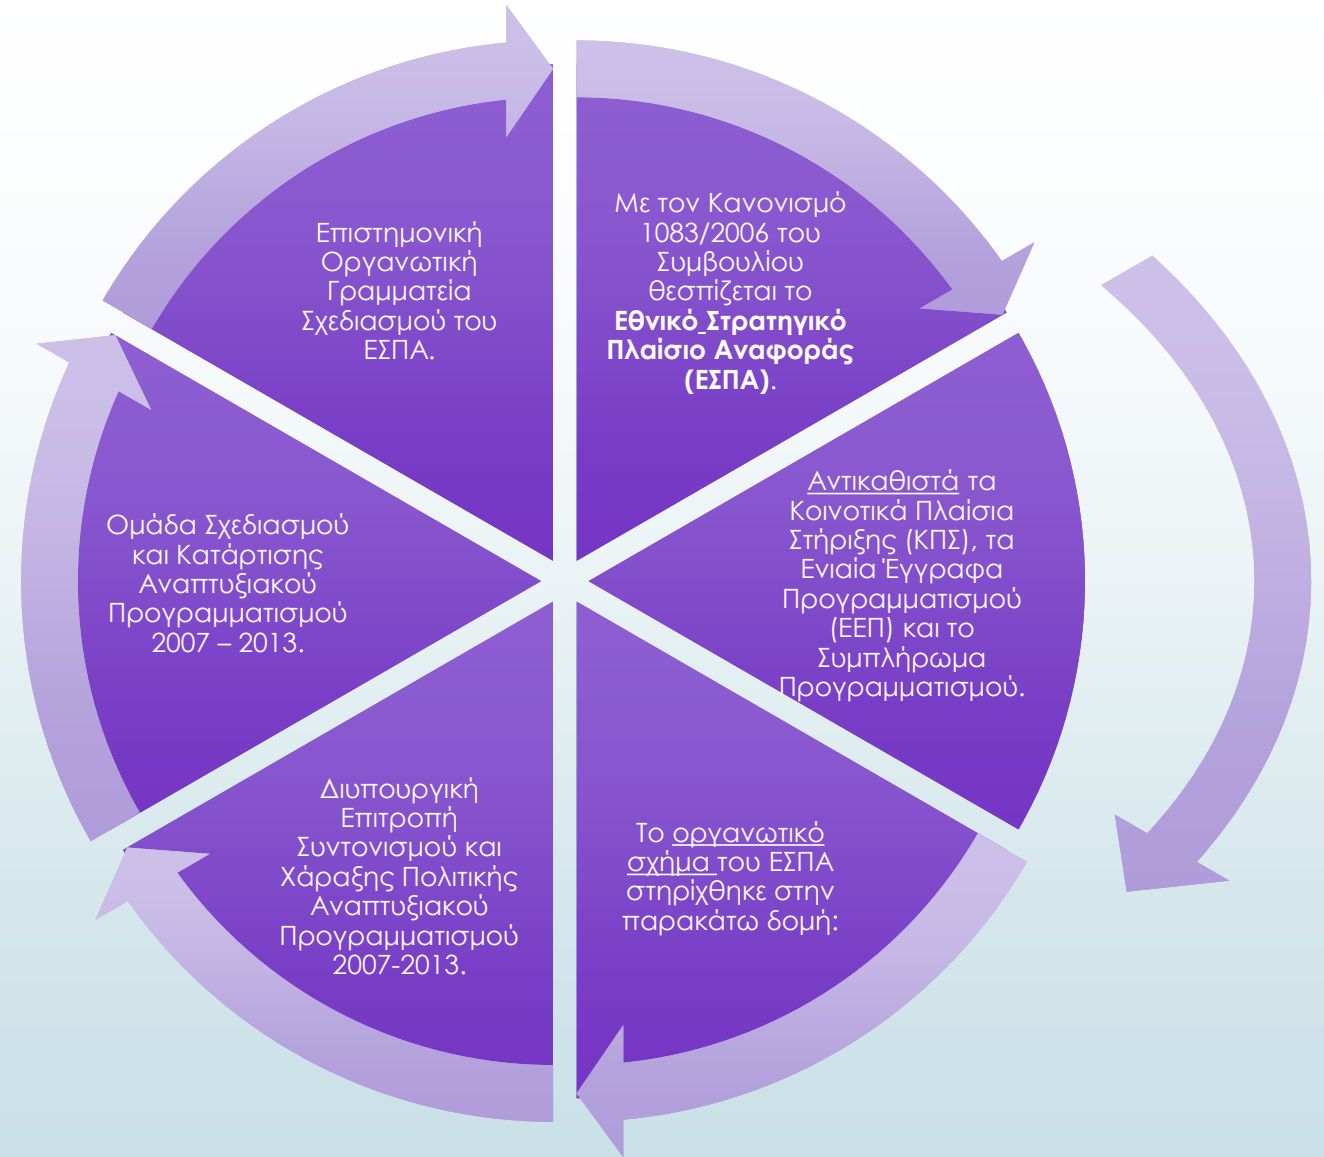 Με τον Κανονισμό
1083/2006 του
Συμβουλίου
θεσπίζεται το
Εθνικό Στρατηγικό
Πλαίσιο Αναφοράς
(ΕΣΠΑ).
Αντικαθιστά τα
Κοινοτικά Πλαίσια
Στήριξης (ΚΠΣ), τα
Ενιαία Έγγραφα
Προγραμματισμού
(ΕΕΠ) και το
Συμπλήρωμα
Προγραμματισμού.
Το οργανωτικό
σχήμα του ΕΣΠΑ
στηρίχθηκε στην
παρακάτω δομή:
Διυπουργική
Επιτροπή
Συντονισμού και
Χάραξης Πολιτικής
Αναπτυξιακού
Προγραμματισμού
2007-2013.
Ομάδα Σχεδιασμού
και Κατάρτισης
Αναπτυξιακού
Προγραμματισμού
2007 – 2013.
Επιστημονική
Οργανωτική
Γραμματεία
Σχεδιασμού του
ΕΣΠΑ.